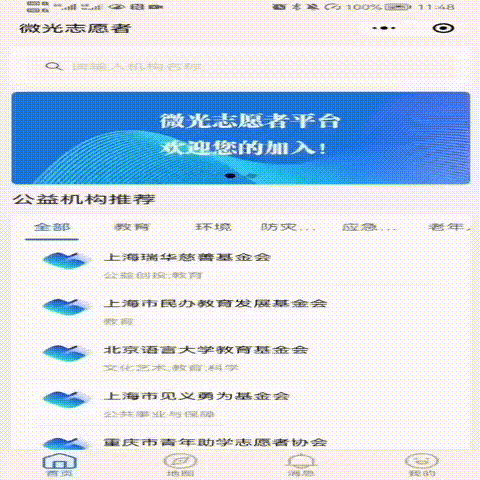 100% 11:48
微光志愿者
请输入机构名称
微光志愿者平台
欢迎您的加入!
公益机构推荐
全部 教育 环境 防灾... 应急... 老年
上海瑞华慈善基金会
公益创投;教育
上海市民办教育发展基金会
教育
北京语言大学教育基金会
文化艺术;教育;科学
上海市见义勇为基金会
公共事业与保障
重庆市青年助学志愿者协会
首页 地图 消息 我的